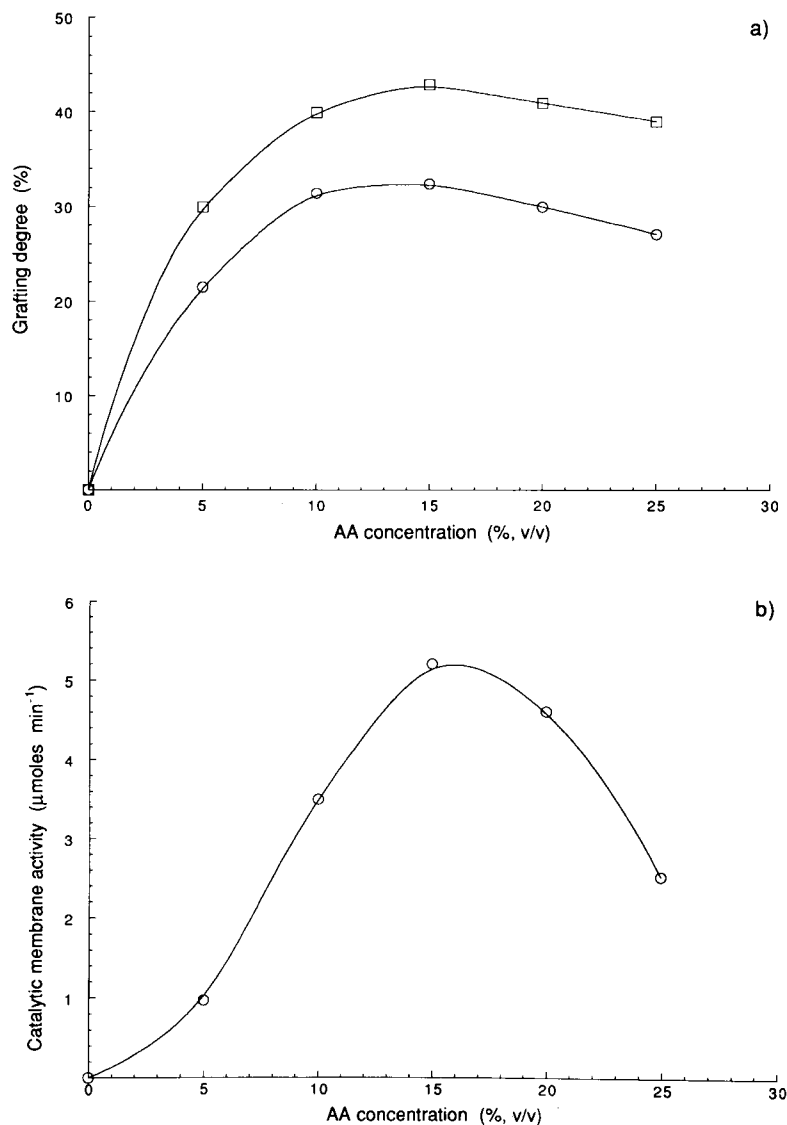 a)
50
40
30
20
10
0
Grafting degree (%)
0 5 10 15 20 25 30
AA concentration (%, v/v)
b)
6
5
4
3
2
1
Catalytic membrane activity (μmoles min⁻¹)
0 5 10 15 20 25 30
AA concentration (%, v/v)